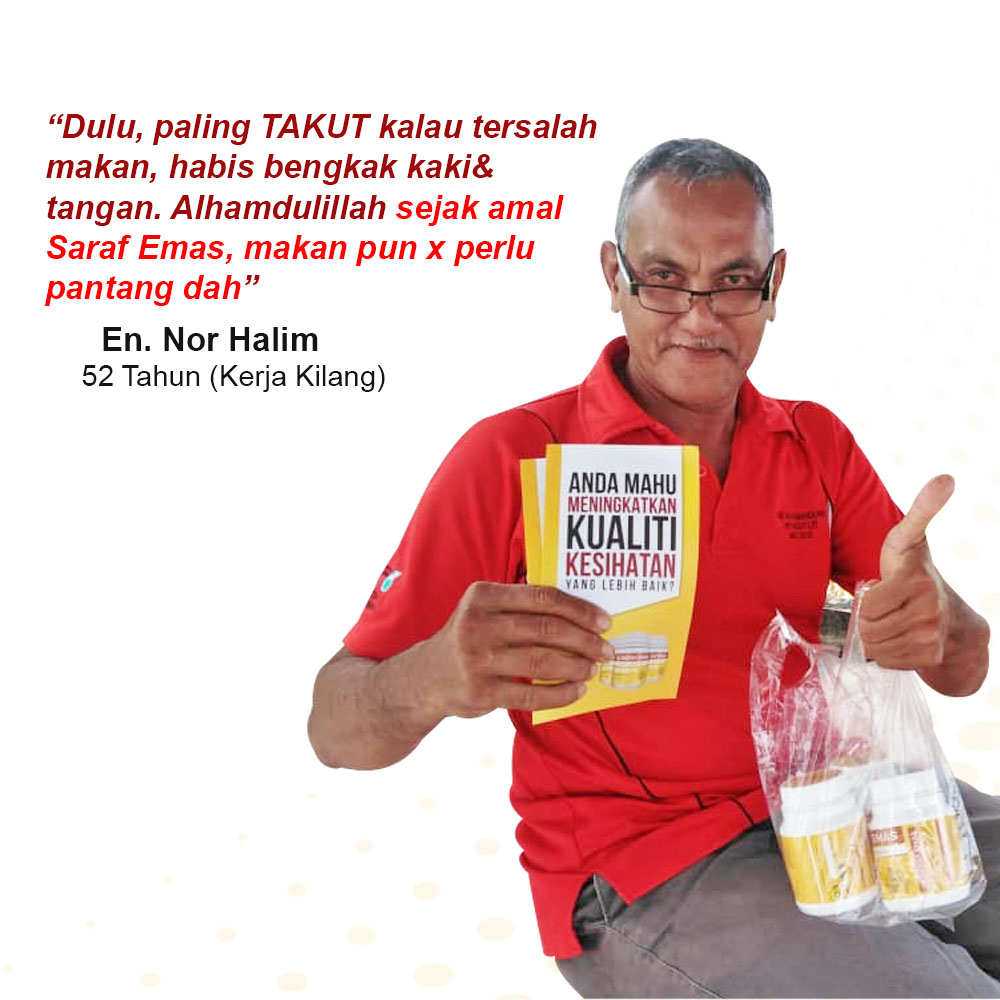 “Dulu, paling TAKUT kalau tersalah
makan, habis bengkak kaki&
tangan. Alhamdulillah sejak amal
Saraf Emas, makan pun x perlu
pantang dah”
En. Nor Halim
52 Tahun (Kerja Kilang)
ANDA MAHU
MENINGKATKAN
KUALITI
KESIHATAN
YANG LEBIH BAIK?
EMAS